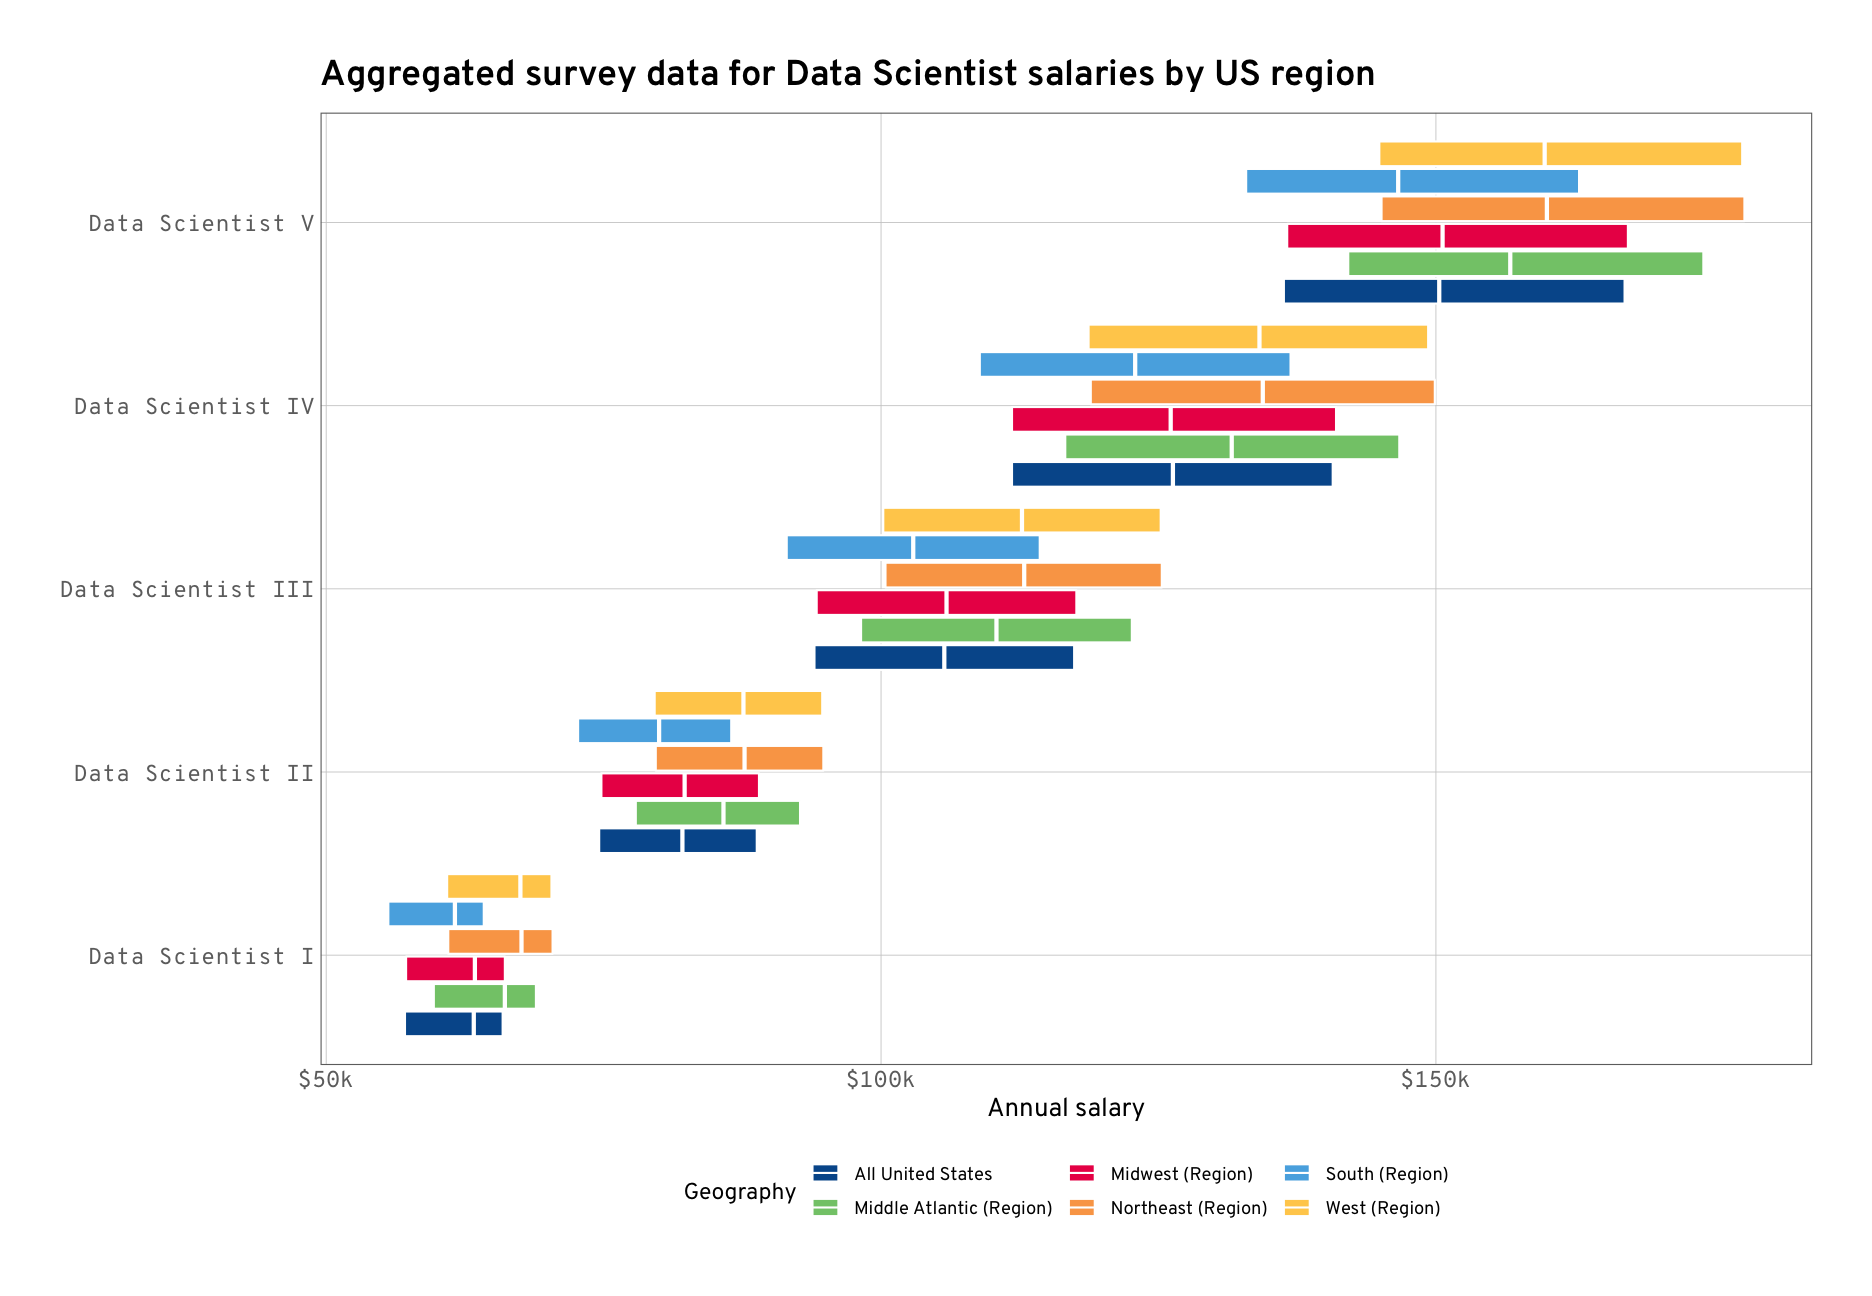 Aggregated survey data for Data Scientist salaries by US region
Data Scientist V
Data Scientist IV
Data Scientist III
Data Scientist II
Data Scientist I
$50k $100k $150k
Annual salary
Geography
All United States Midwest (Region) South (Region)
Middle Atlantic (Region) Northeast (Region) West (Region)